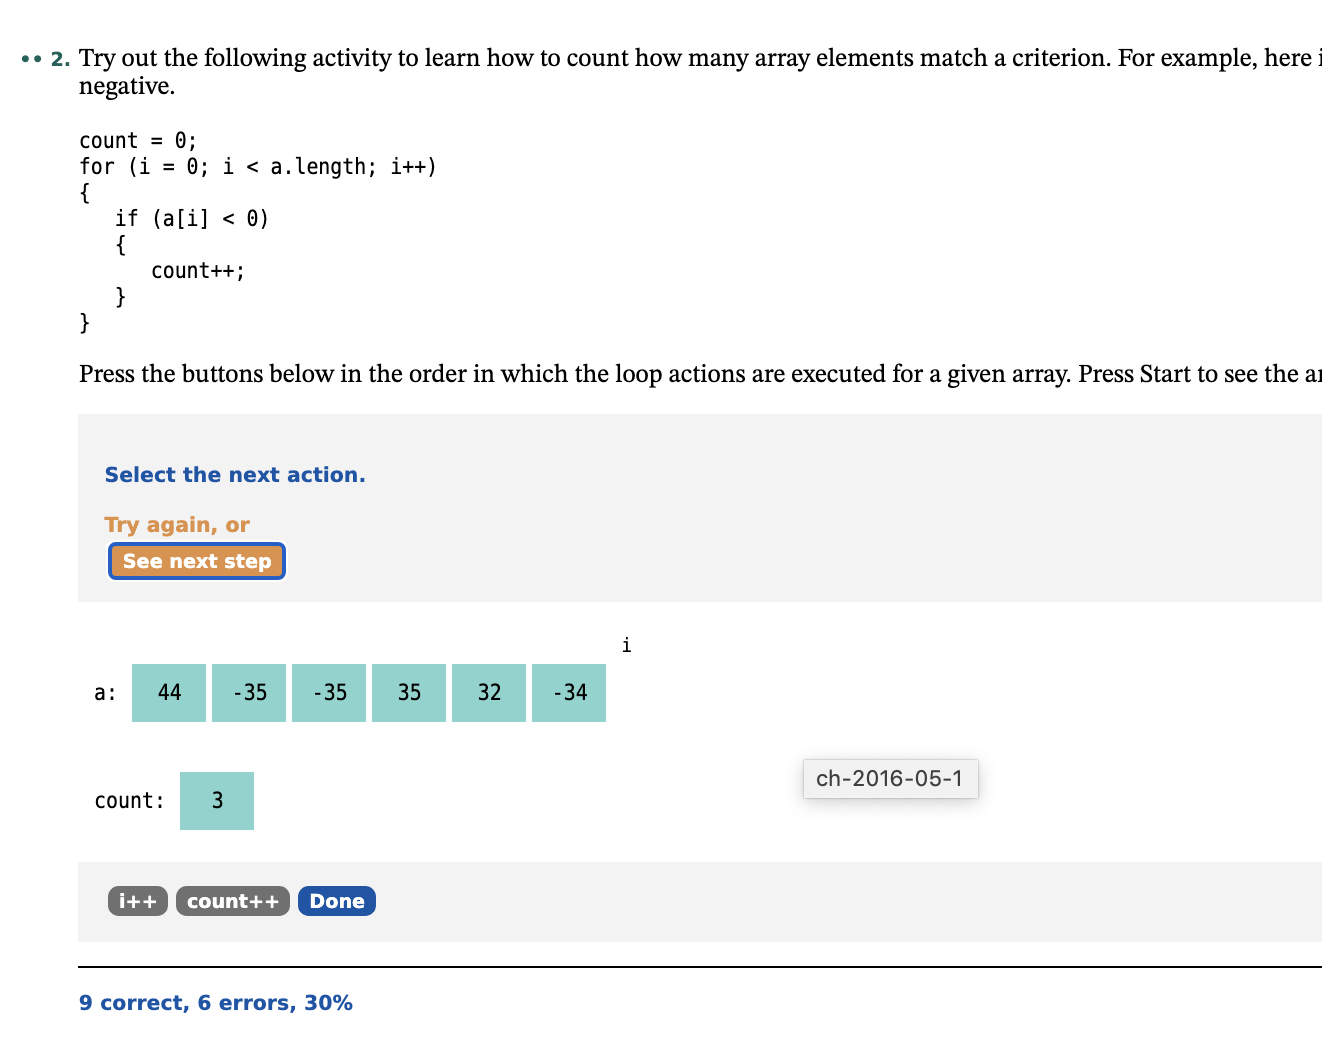 •• 2. Try out the following activity to learn how to count how many array elements match a criterion. For example, here i
negative.
count = 0;
for (i = 0; i < a.length; i++)
{
   if (a[i] < 0)
   {
      count++;
   }
}
Press the buttons below in the order in which the loop actions are executed for a given array. Press Start to see the
Select the next action.
Try again, or
See next step
i
a: 44 -35 -35 35 32 -34
ch-2016-05-1
count: 3
i++ count++ Done
9 correct, 6 errors, 30%